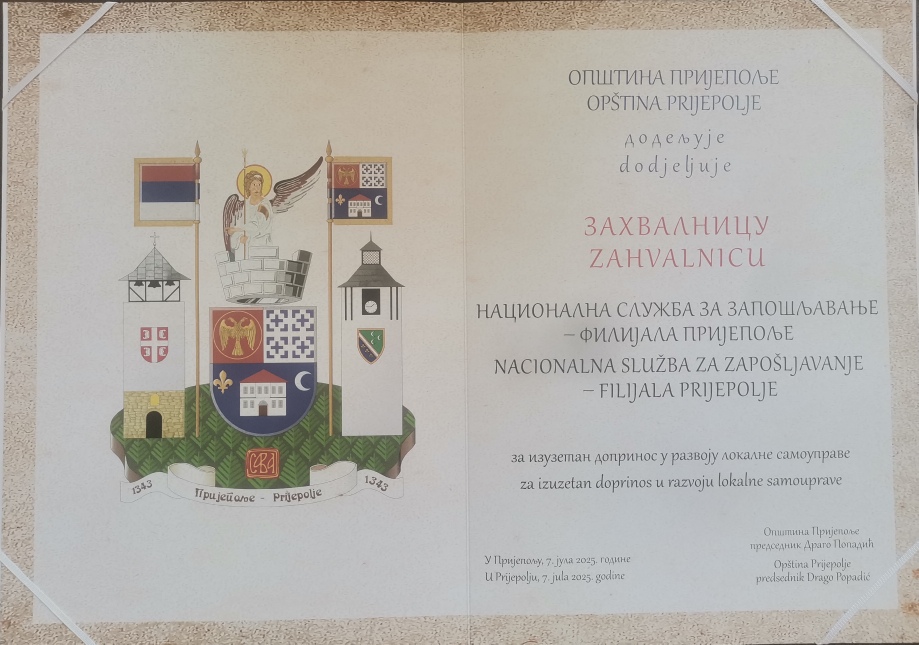 1343
Пријепоље - Prijepolje
1343
ОПШТИНА ПРИЈЕПОЉЕ
OPŠTINA PRIJEPOLJE
додељује
dodjeljuje
ЗАХВАЛНИЦУ
ZAHVALNICU
НАЦИОНАЛНА СЛУЖБА ЗА ЗАПОШЉАВАЊЕ
– ФИЛИЈАЛА ПРИЈЕПОЉЕ
NACIONALNA SLUŽBA ZA ZAPOŠLJAVANJE
– FILIJALA PRIJEPOLJE
за изузетан допринос у развоју локалне самоуправе
za izuzetan doprinos u razvoju lokalne samouprave
У Пријепољу, 7. јула 2025. године
U Prijepolju, 7. jula 2025. godine
Општина Пријепоље
председник Драго Попадић
Opština Prijepolje
predsednik Drago Popadić